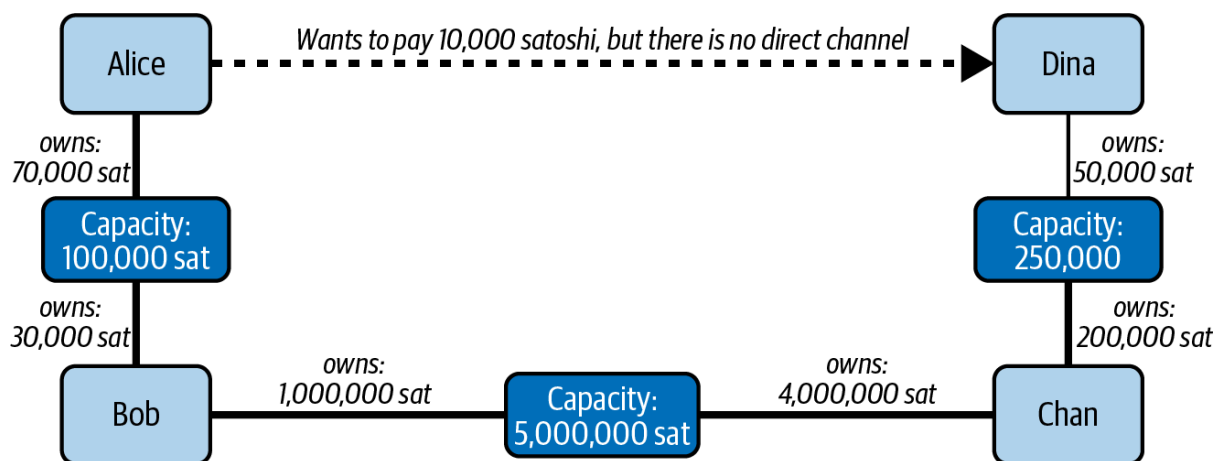 Alice
Wants to pay 10,000 satoshi, but there is no direct channel
Dina
owns:
70,000 sat
owns:
50,000 sat
Capacity:
100,000 sat
Capacity:
250,000
owns:
30,000 sat
owns:
200,000 sat
Bob
owns:
1,000,000 sat
Capacity:
5,000,000 sat
owns:
4,000,000 sat
Chan